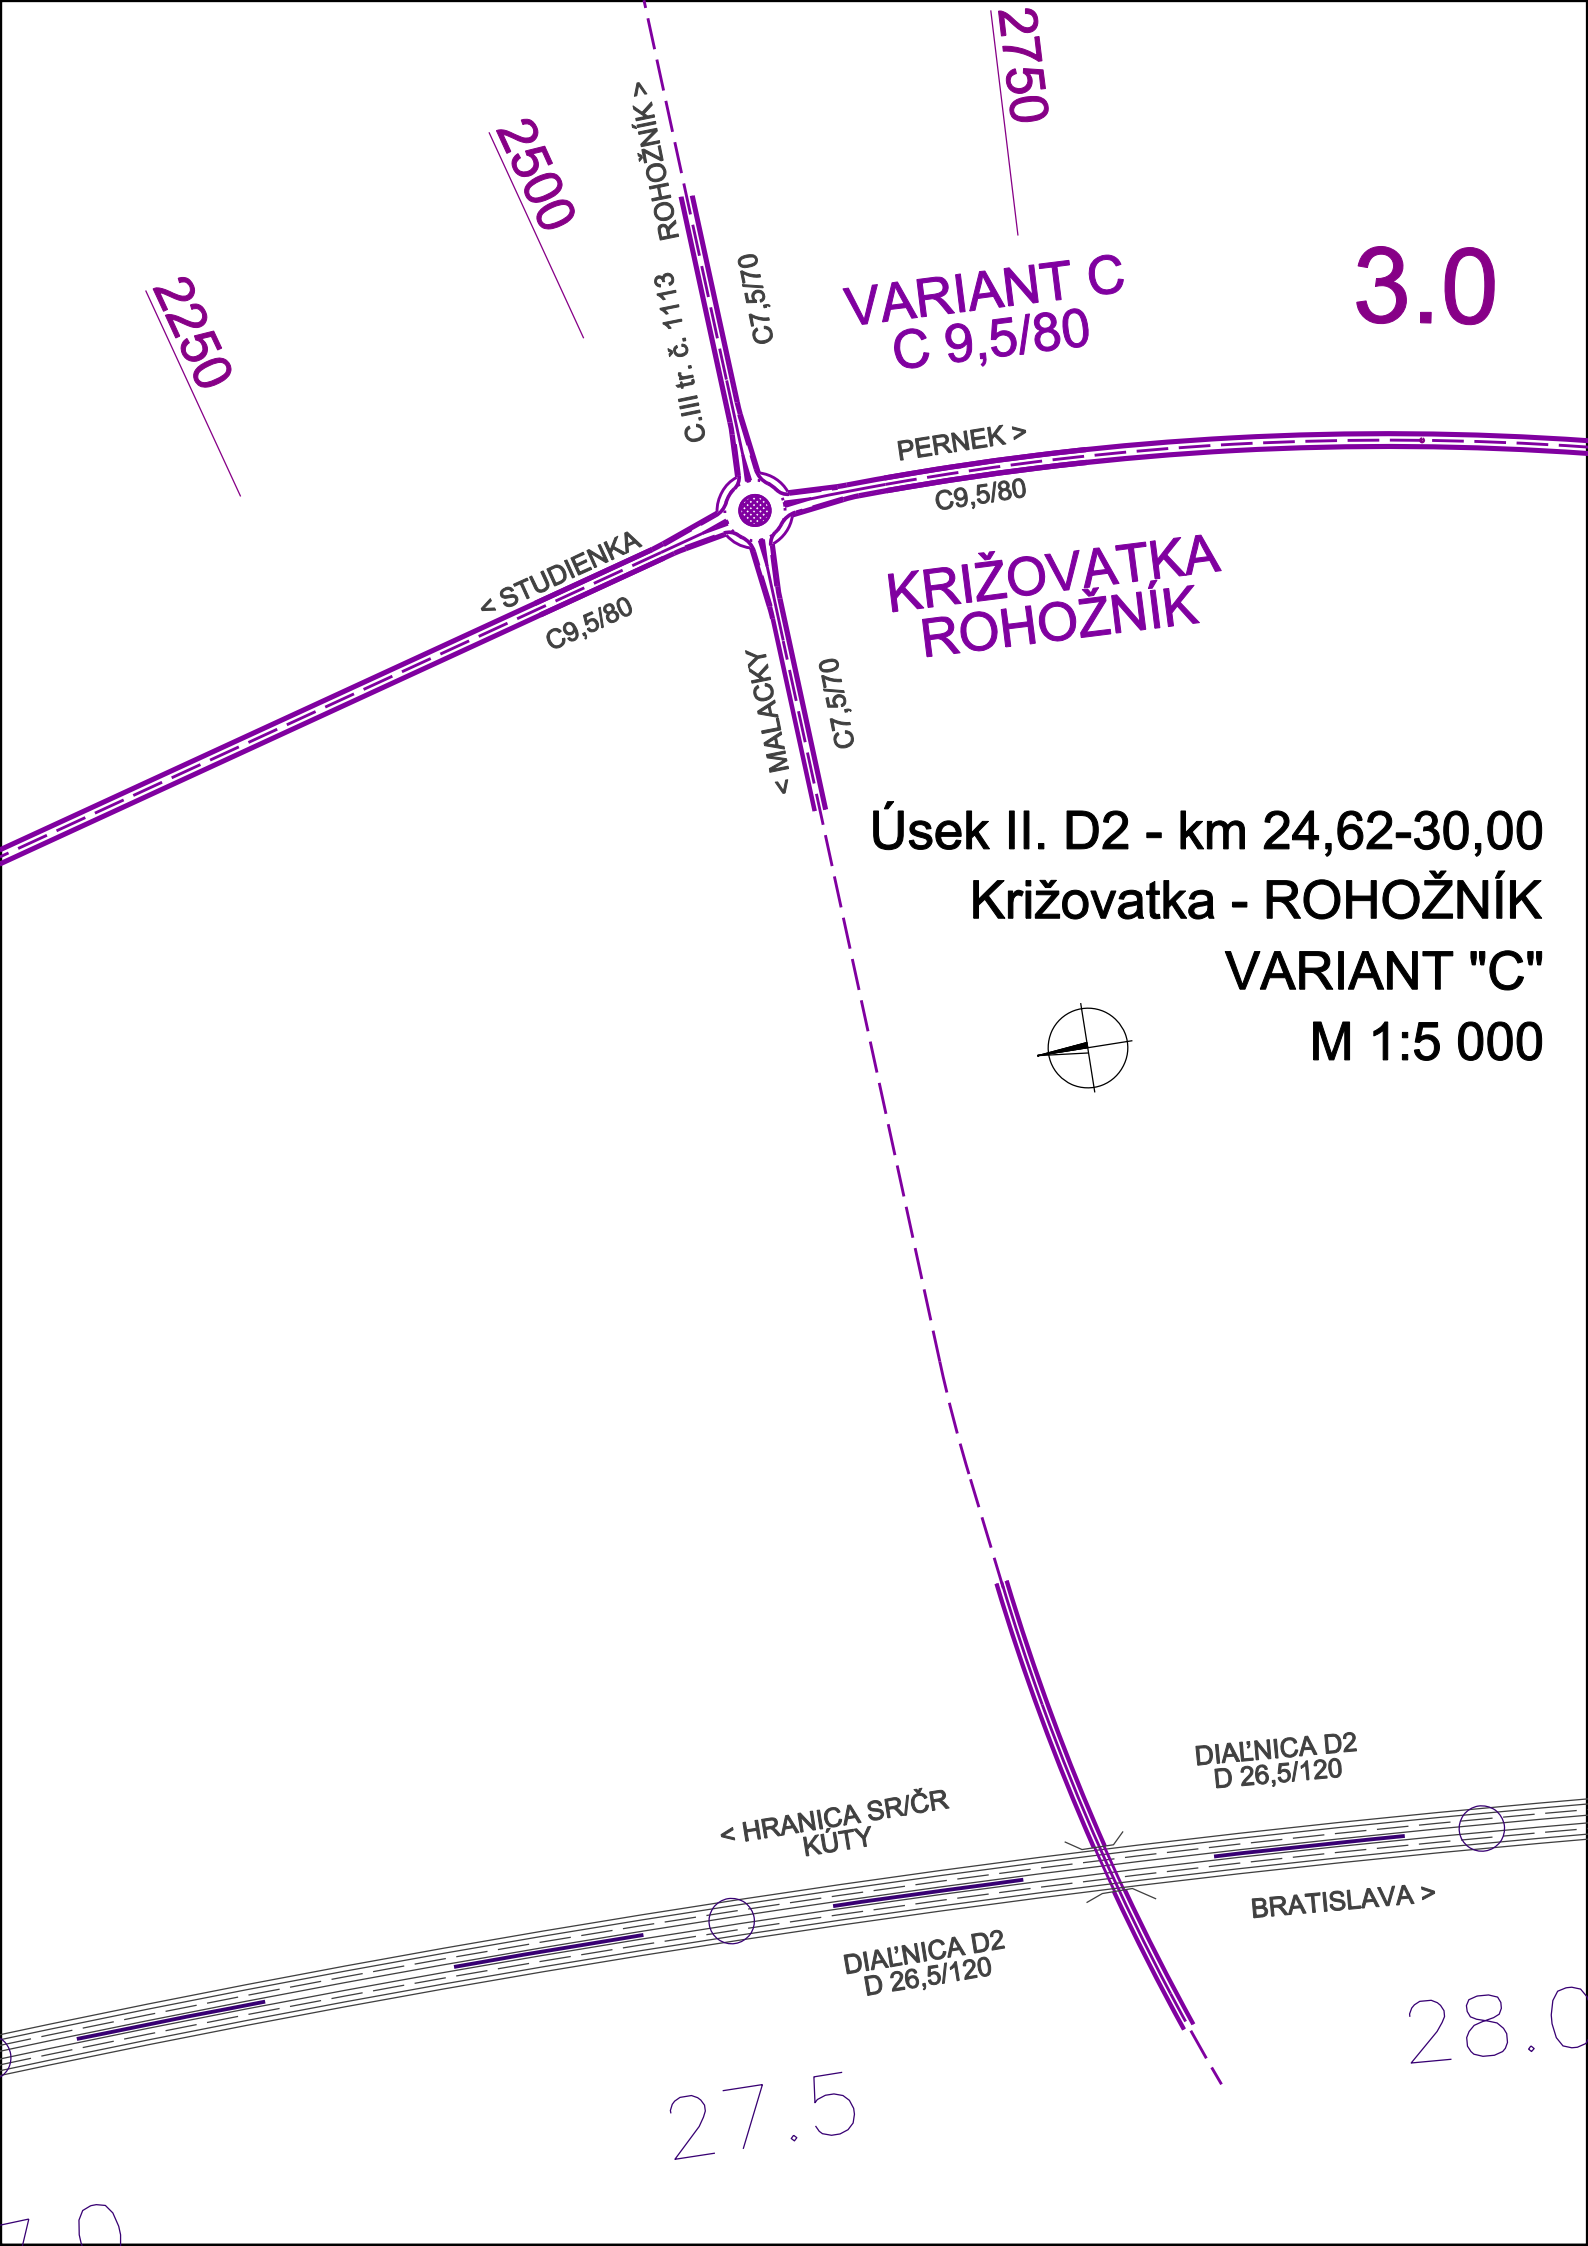 2750
2500
2250
C.III tr. č. 1113 ROHOŽNÍK >
C7,5/70
VARIANT C
C 9,5/80
3.0
PERNEK >
C9,5/80
< STUDIENKA
C9,5/80
KRIŽOVATKA
ROHOŽNÍK
< MALACKY
C7,5/70
Úsek II. D2 - km 24,62-30,00
Križovatka - ROHOŽNÍK
VARIANT "C"
M 1:5 000
DIAĽNICA D2
D 26,5/120
< HRANICA SR/ČR
KÚTY
BRATISLAVA >
DIAĽNICA D2
D 26,5/120
28.0
27.5